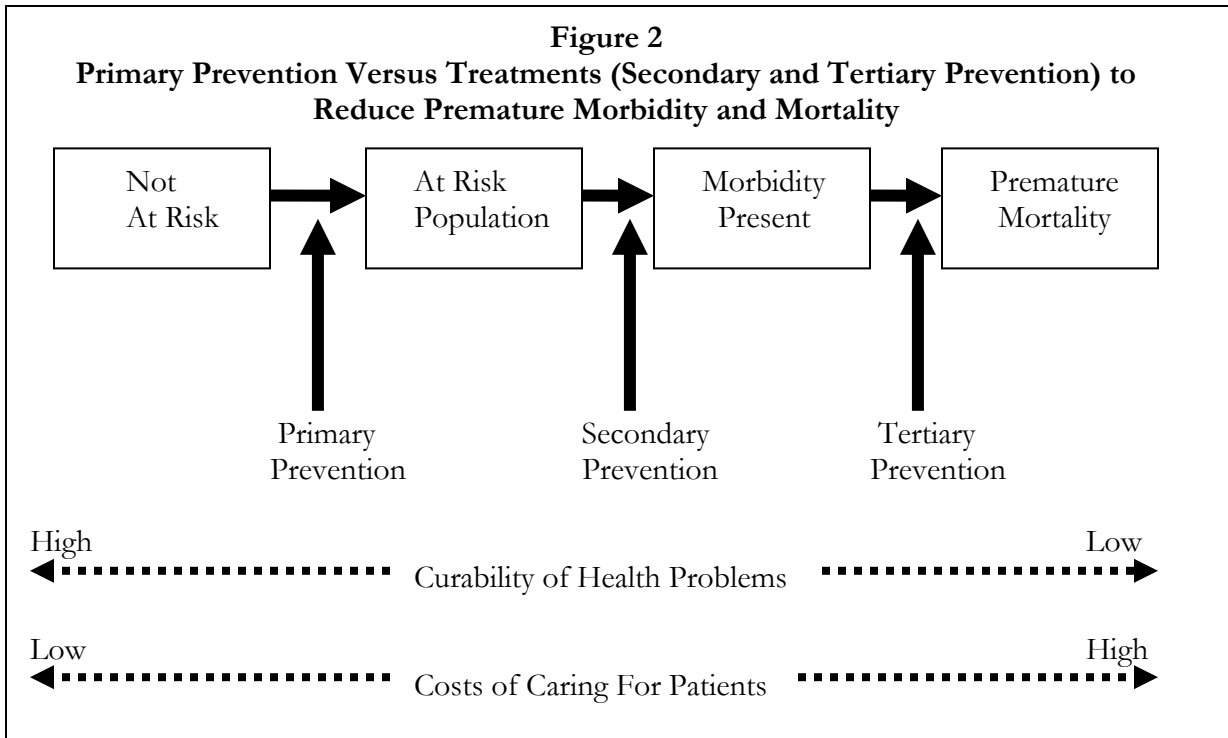 Figure 2
Primary Prevention Versus Treatments (Secondary and Tertiary Prevention) to
Reduce Premature Morbidity and Mortality
Not
At Risk
At Risk
Population
Morbidity
Present
Premature
Mortality
Primary
Prevention
Secondary
Prevention
Tertiary
Prevention
High
Low
Curability of Health Problems
Low
High
Costs of Caring For Patients